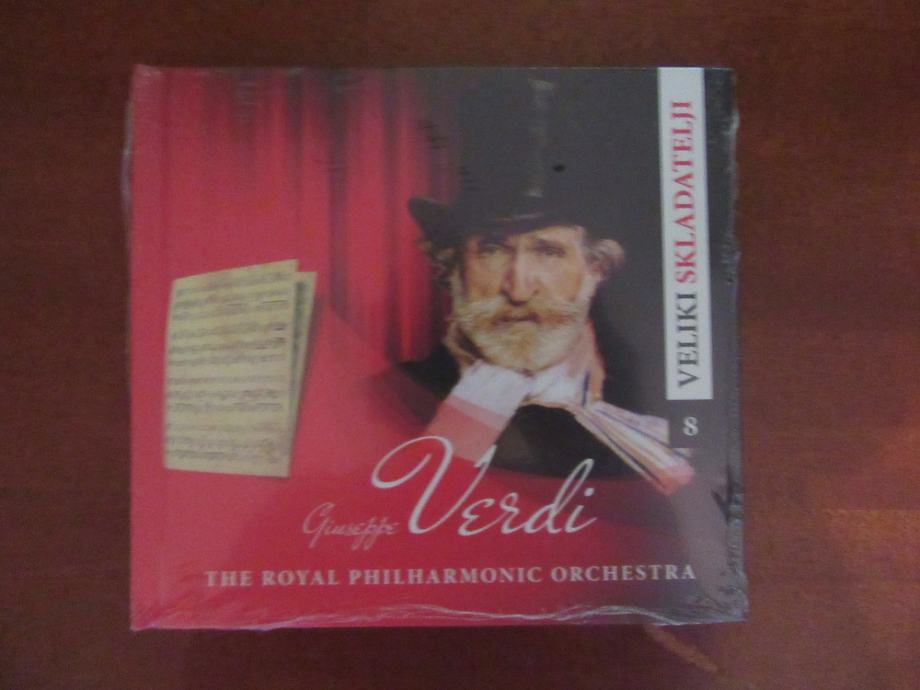 VELIKI SKLADATELJI
8
Giuseppe Verdi
THE ROYAL PHILHARMONIC ORCHESTRA